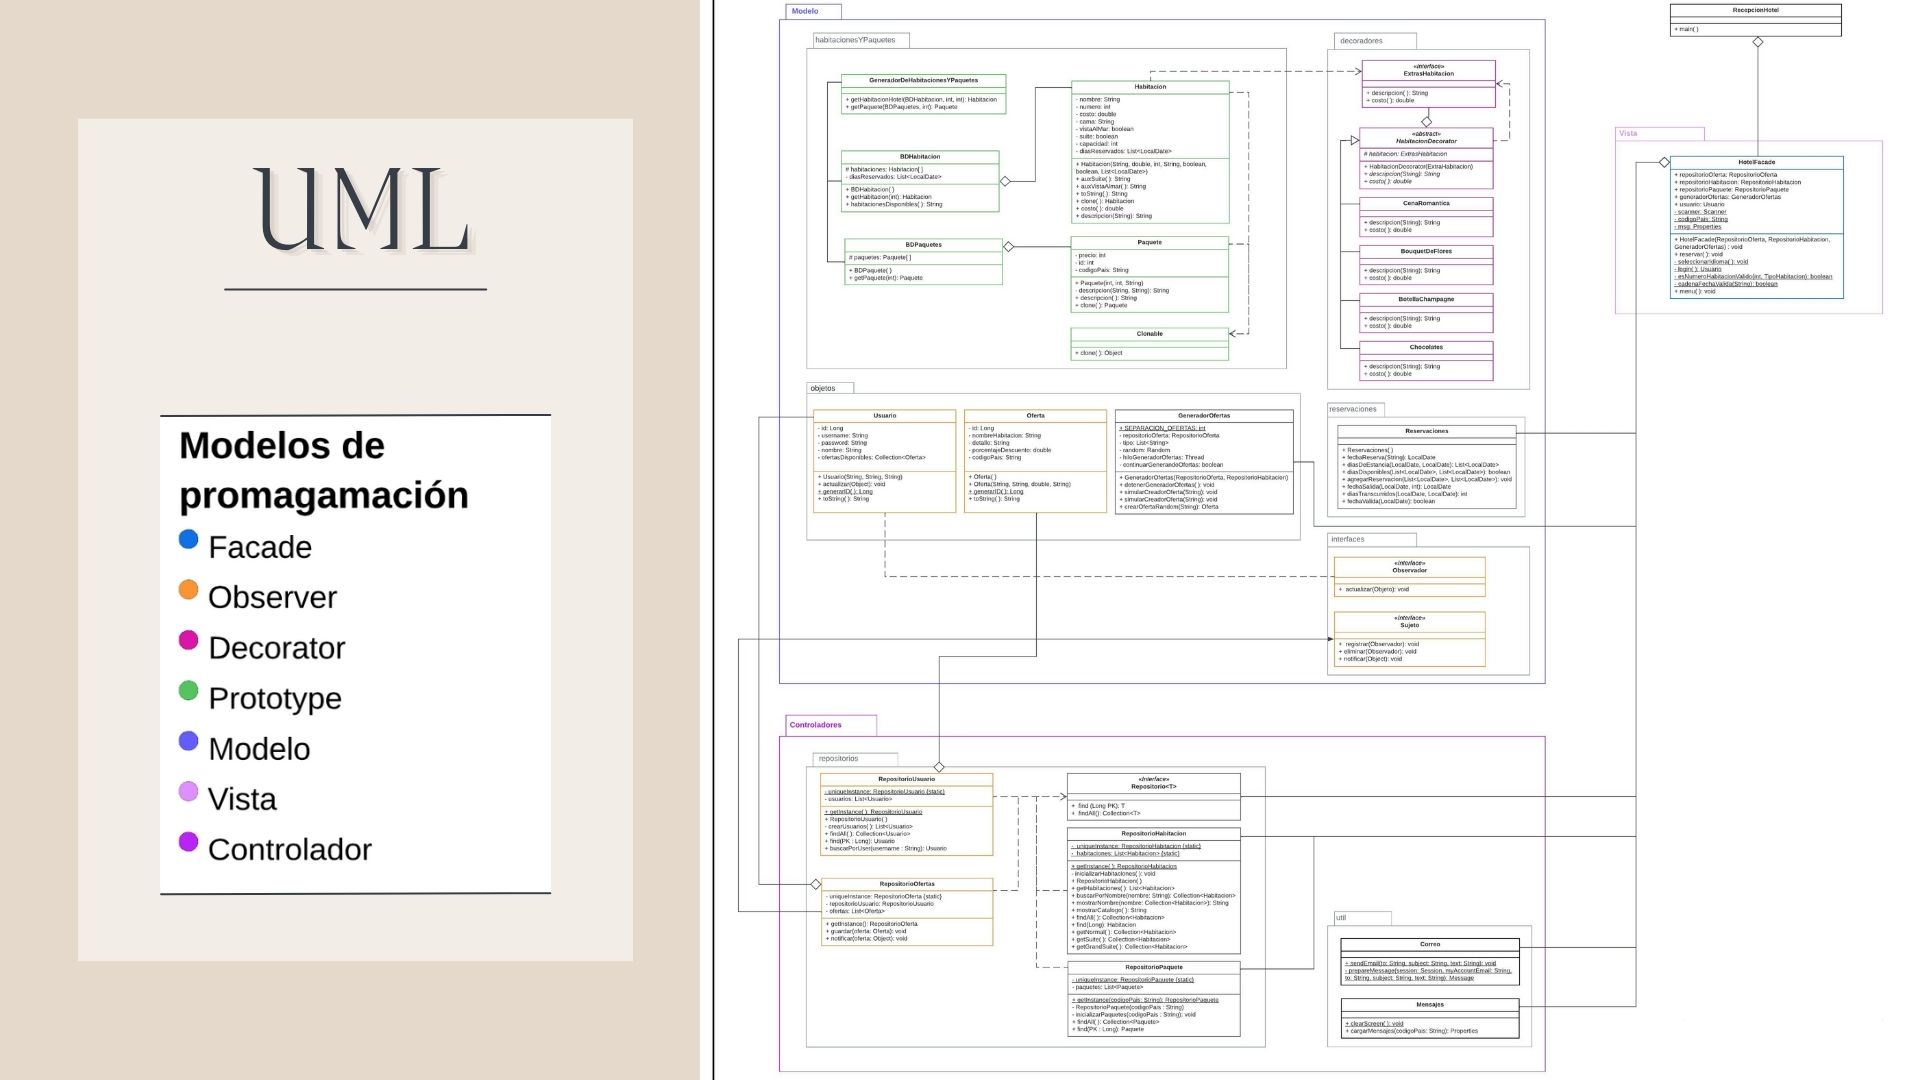 UML
Modelos de
promagamación
Facade
Observer
Decorator
Prototype
Modelo
Vista
Controlador
Modelo
habitacionesYPaquetes
GeneradorDeHabitacionesYPaquetes
+ getHabitacionHotel(BDHabitacion, int, int): Habitacion
+ getPaquete(BDPaquetes, int): Paquete
BDHabitacion
# habitaciones: Habitacion[ ]
- diasReservados: List<LocalDate>
+ BDHabitacion( )
+ getHabitacion(int): Habitacion
+ habitacionesDisponibles( ): String
BDPaquetes
# paquetes: Paquete[ ]
+ BDPaquete( )
+ getPaquete(int): Paquete
Habitacion
- nombre: String
- numero: int
- costo: double
- cama: String
- vistaAlMar: boolean
- suite: boolean
- capacidad: int
- diasReservados: List<LocalDate>
+ Habitacion(String, double, int, String, boolean,
boolean, List<LocalDate>)
+ auxSuite( ): String
+ auxVistaAlmar( ): String
+ toString( ): String
+ clone( ): Habitacion
+ costo( ): double
+ descripcion(String): String
Paquete
- precio: int
- id: int
- codigoPais: String
+ Paquete(int, int, String)
- descripcion(String, String): String
+ descripcion( ): String
+ clone( ): Paquete
Clonable
+ clone( ): Object
decoradores
«interface»
ExtrasHabitacion
+ descripcion( ): String
+ costo( ): double
«abstract»
HabitacionDecorator
# habitacion: ExtrasHabitacion
+ HabitacionDecorator(ExtraHabitacion)
+ descripcion(String): String
+ costo( ): double
CenaRomantica
+ descripcion(String): String
+ costo( ): double
BouquetDeFlores
+ descripcion(String): String
+ costo( ): double
BotellaChampagne
+ descripcion(String): String
+ costo( ): double
Chocolates
+ descripcion(String): String
+ costo( ): double
objetos
Usuario
- id: Long
- username: String
- password: String
- nombre: String
- ofertasDisponibles: Collection<Oferta>
+ Usuario(String, String, String)
+ actualizar(Object): void
+ generarID( ): Long
+ toString( ): String
Oferta
- id: Long
- nombreHabitacion: String
- detalle: String
- porcentajeDescuento: double
- codigoPais: String
+ Oferta( )
+ Oferta(String, String, double, String)
+ generarID( ): Long
+ toString( ): String
GeneradorOfertas
+ SEPARACION_OFERTAS: int
- repositorioOferta: RepositorioOferta
- tipo: List<String>
- random: Random
- hiloGeneradorOfertas: Thread
- continuarGenerandoOfertas: boolean
+ GeneradorOfertas(RepositorioOferta, RepositorioHabitacion)
+ detenerGeneradorOfertas( ): void
+ simularCreadorOferta(String): void
+ simularCreadorOferta(String): void
+ crearOfertaRandom(String): Oferta
reservaciones
Reservaciones
+ Reservaciones( )
+ fechaReserva(String): LocalDate
+ diasDeEstancia(LocalDate, LocalDate): List<LocalDate>
+ diasDisponibles(List<LocalDate>, List<LocalDate>): boolean
+ agregarReservacion(List<LocalDate>, List<LocalDate>): void
+ fechaSalida(LocalDate, int): LocalDate
+ diasTranscuridos(LocalDate, LocalDate): int
+ fechaValida(LocalDate): boolean
interfaces
«interface»
Observador
+ actualizar(Objeto): void
«interface»
Sujeto
+ registrar(Observador): void
+ eliminar(Observador): void
+ notificar(Object): void
RecepcionHotel
+ main( )
Vista
HotelFacade
+ repositorioOferta: RepositorioOferta
+ repositorioHabitacion: RepositorioHabitacion
+ repositorioPaquete: RepositorioPaquete
+ generadorOfertas: GeneradorOfertas
+ usuario: Usuario
- scanner: Scanner
- codigoPais: String
- msg: Properties
+ HotelFacade(RepositorioOferta, RepositorioHabitacion,
GeneradorOfertas) : void
+ reservar( ): void
- seleccionarIdioma( ): void
- login( ): Usuario
- esNumeroHabitacionValido(int, TipoHabitacion): boolean
- cadenaFechaValida(String): boolean
+ menu( ): void
Controladores
repositorios
RepositorioUsuario
- uniqueInstance: RepositorioUsuario {static}
- usuarios: List<Usuario>
+ getInstance( ): RepositorioUsuario
+ RepositorioUsuario( )
- crearUsuarios( ): List<Usuario>
+ findAll( ): Collection<Usuario>
+ find(PK : Long): Usuario
+ buscarPorUser(username : String): Usuario
RepositorioOfertas
- uniqueInstance: RepositorioOferta {static}
- repositorioUsuario: RepositorioUsuario
- ofertas: List<Oferta>
+ getInstance(): RepositorioOferta
+ guardar(oferta: Oferta): void
+ notificar(oferta: Object): void
«Interface»
Repositorio<T>
+ find (Long PK): T
+ findAll(): Collection<T>
RepositorioHabitacion
- uniqueInstance: RepositorioHabitacion {static}
- habitaciones: List<Habitacion> {static}
+ getInstance( ): RepositorioHabitacion
- inicializarHabitaciones( ): void
+ RepositorioHabitacion( )
+ getHabitaciones( ): List<Habitacion>
+ buscarPorNombre(nombre: String): Collection<Habitacion>
+ mostrarNombre(nombre: Collection<Habitacion>): String
+ mostrarCatalogo( ): String
+ findAll( ): Collection<Habitacion>
+ find(Long): Habitacion
+ getNormal( ): Collection<Habitacion>
+ getSuite( ): Collection<Habitacion>
+ getGrandSuite( ): Collection<Habitacion>
RepositorioPaquete
- uniqueInstance: RepositorioPaquete {static}
- paquetes: List<Paquete>
+ getInstance(codigoPais: String): RepositorioPaquete
- RepositorioPaquete(codigoPais : String)
- inicializarPaquetes(codigoPais : String): void
+ findAll( ): Collection<Paquete>
+ find(PK : Long): Paquete
util
Correo
+ sendEmail(to: String, subject: String, text: String): void
- prepareMessage(session: Session, myAccountEmail: String,
to: String, subject: String, text: String): Message
Mensajes
+ clearScreen( ): void
+ cargarMensajes(codigoPais: String): Properties